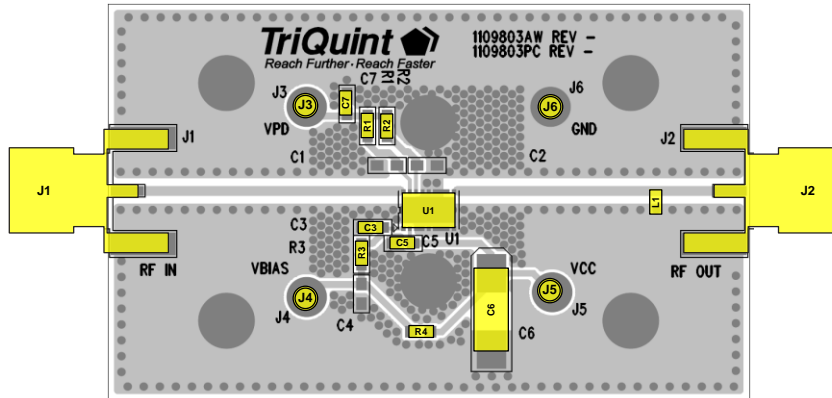 TriQuint
Reach Further · Reach Faster
1109803AW REV -
1109803PC REV -
C7
R1
R2
J3
J3
C7
R1
R2
VPD
J6
J6
GND
J1
J2
C1
C2
J1
J2
L1
U1
C3
C3
R3
R3
C5
C5
U1
RF IN
VBIAS
VCC
RF OUT
J4
J4
C4
R4
C6
C6
J5
J5